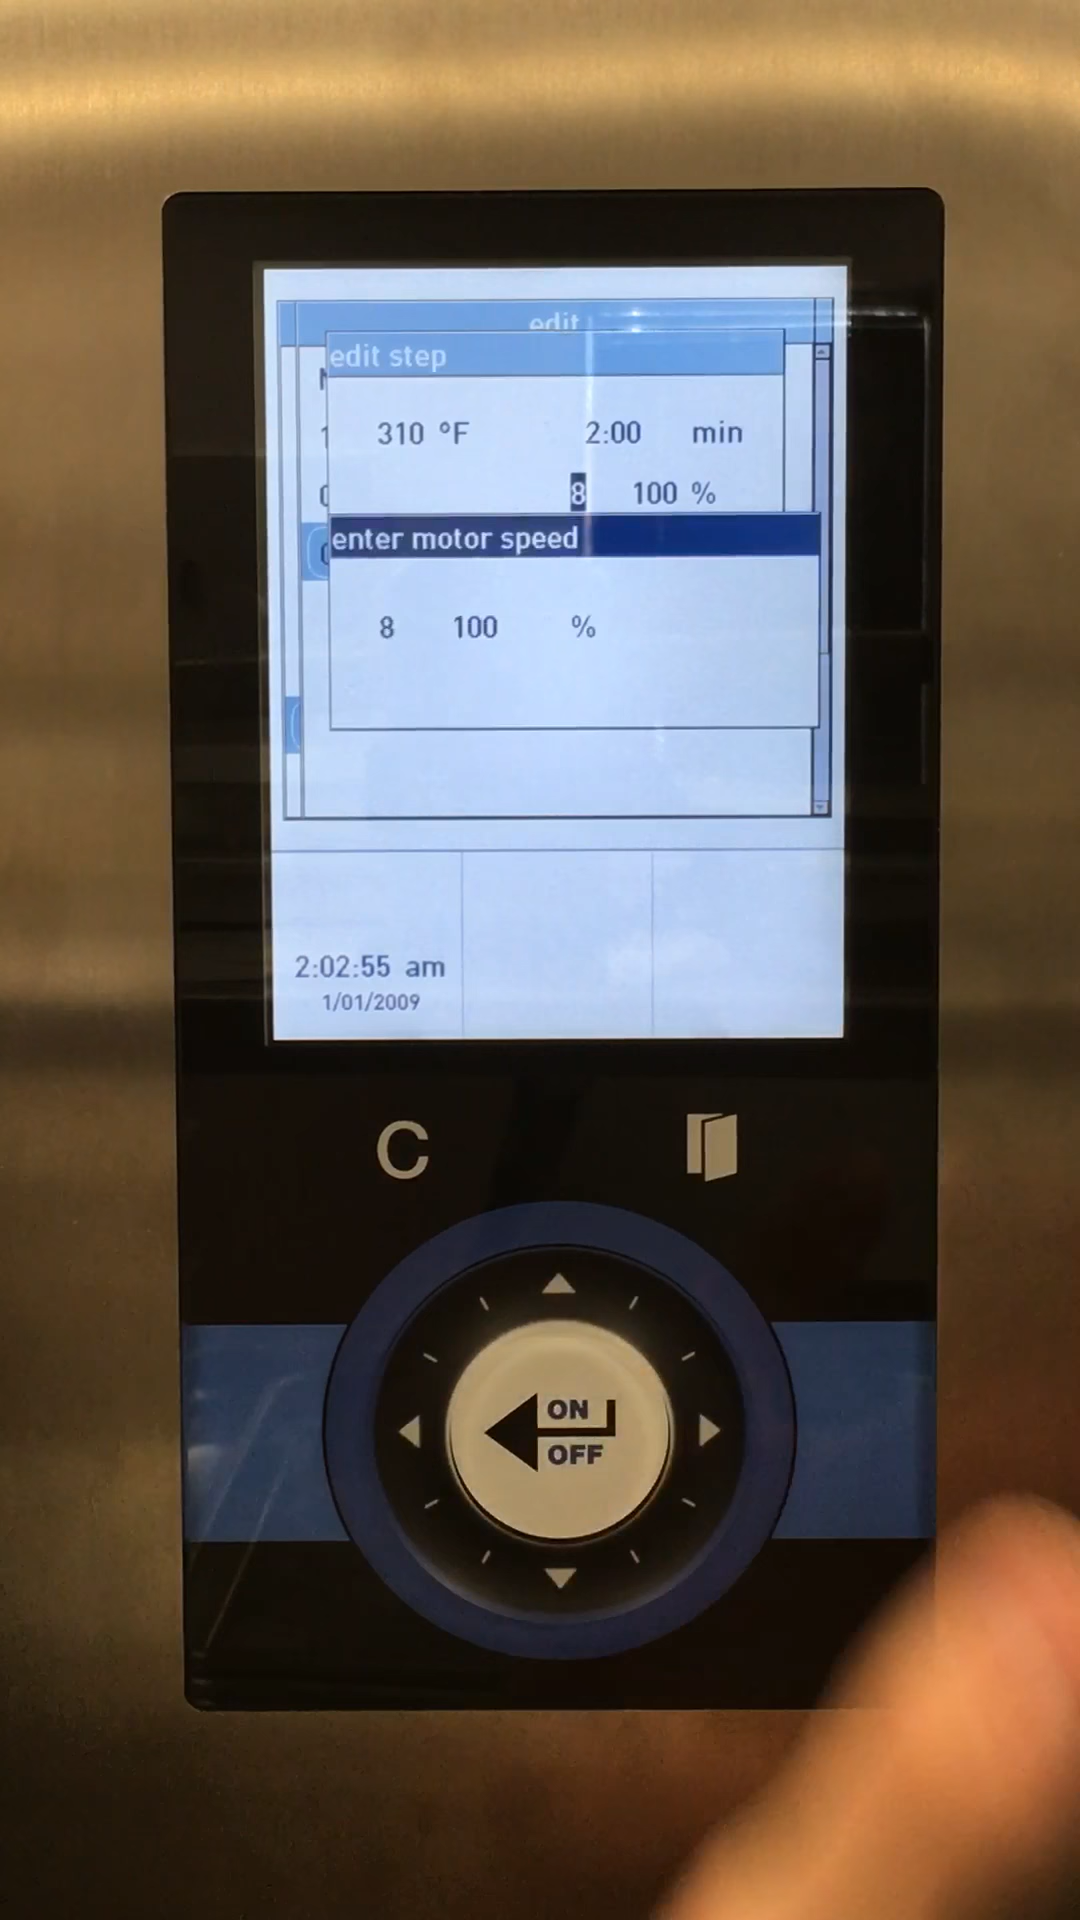 edit
edit step
310 °F 2:00 min
8 100 %
enter motor speed
8 100 %
2:02:55 am
1/01/2009
C
ON
OFF